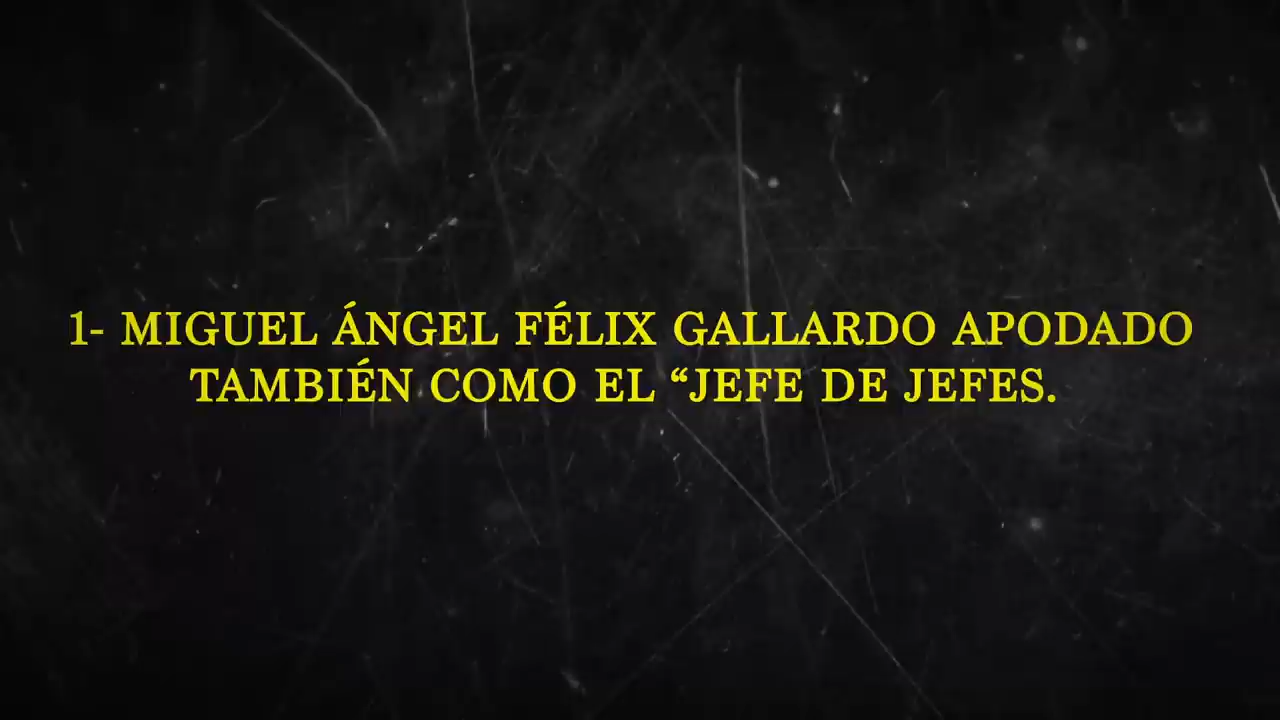 1- MIGUEL ÁNGEL FÉLIX GALLARDO APODADO
TAMBIÉN COMO EL “JEFE DE JEFES.